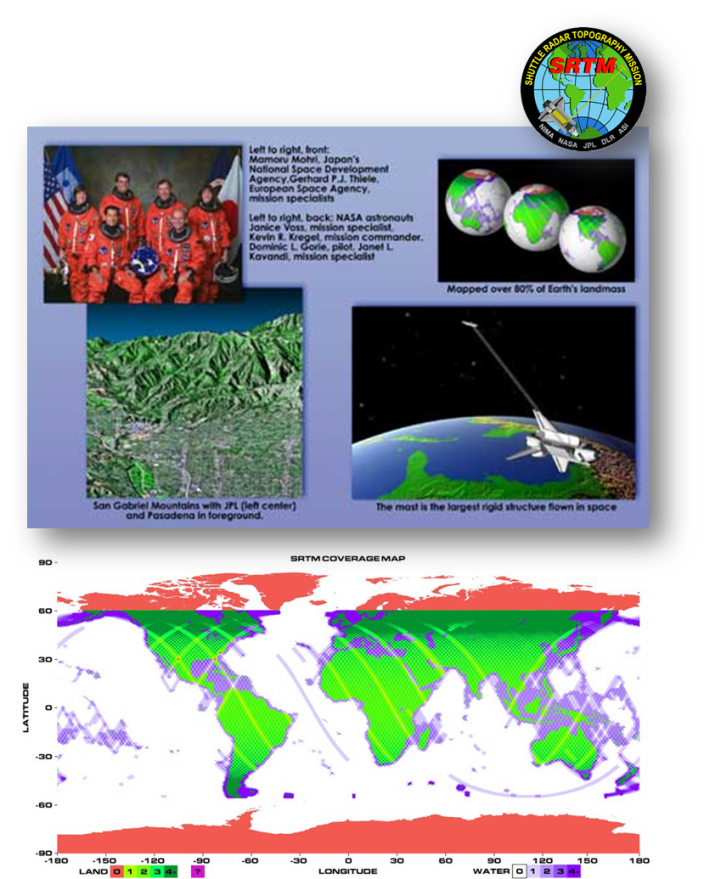 SHUTTLE RADAR TOPOGRAPHY MISSION
SRTM
NIMA NASA JPL DLR ASI
Left to right, front:
Mamoru Mohri, Japan's
National Space Development
Agency,Gerhard P.J. Thiele,
European Space Agency,
mission specialists
Left to right, back: NASA astronauts
Janice Voss, mission specialist,
Kevin R. Kregel, mission commander,
Dominic L. Gorie, pilot, Janet L.
Kavandi, mission specialist
Mapped over 80% of Earth's landmass
San Gabriel Mountains with JPL (left center)
and Pasadena in foreground.
The mast is the largest rigid structure flown in space
SRTM COVERAGE MAP
90
60
30
0
-30
-60
-90
LATITUDE
-180 -150 -120 -90 -60 -30 0 30 60 90 120 150 180
LAND 0 1 2 3 4+ ?
LONGITUDE
WATER 0 1 2 3 4+